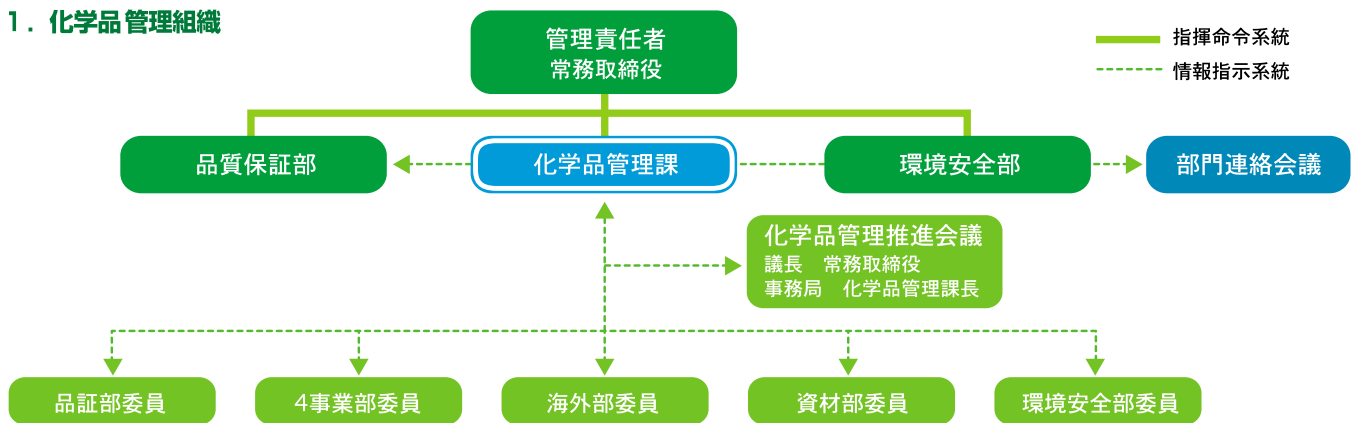 1．化学品管理組織
管理責任者
常務取締役
指揮命令系統
情報指示系統
品質保証部
化学品管理課
環境安全部
部門連絡会議
化学品管理推進会議
議長　常務取締役
事務局　化学品管理課長
品証部委員
4事業部委員
海外部委員
資材部委員
環境安全部委員